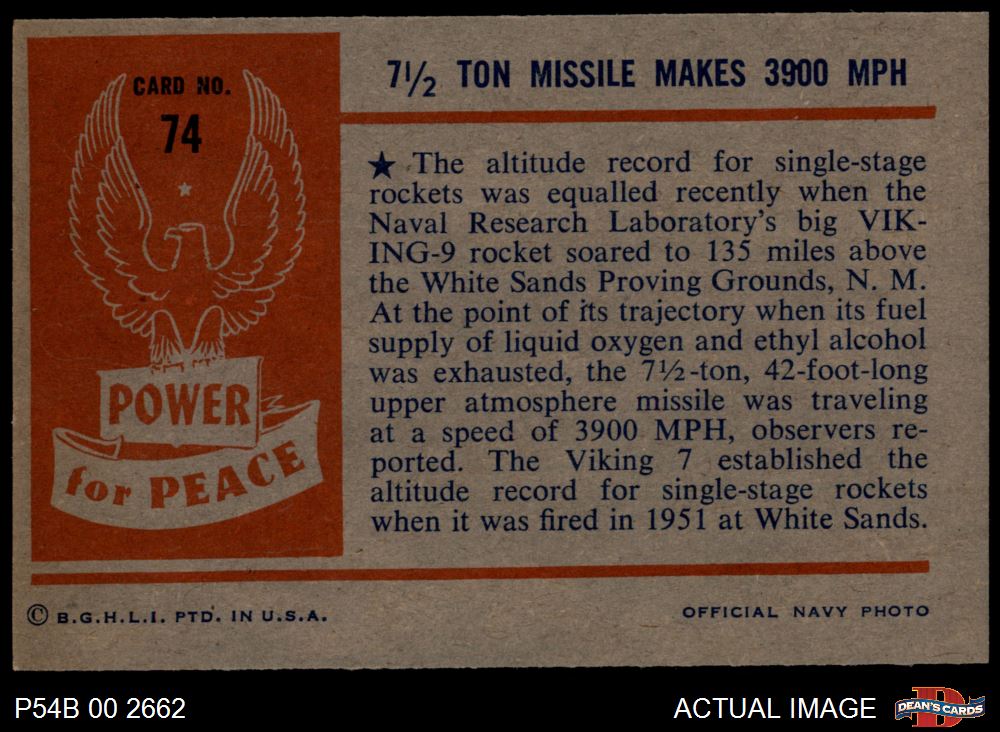 CARD NO.
74
POWER
for PEACE
7½ TON MISSILE MAKES 3900 MPH
★ The altitude record for single-stage
rockets was equalled recently when the
Naval Research Laboratory's big VIK-
ING-9 rocket soared to 135 miles above
the White Sands Proving Grounds, N. M.
At the point of its trajectory when its fuel
supply of liquid oxygen and ethyl alcohol
was exhausted, the 7½-ton, 42-foot-long
upper atmosphere missile was traveling
at a speed of 3900 MPH, observers re-
ported. The Viking 7 established the
altitude record for single-stage rockets
when it was fired in 1951 at White Sands.
© B.G.H.L.I. PTD. IN U.S.A.
OFFICIAL NAVY PHOTO
P54B 00 2662
ACTUAL IMAGE
D
DEAN'S CARDS